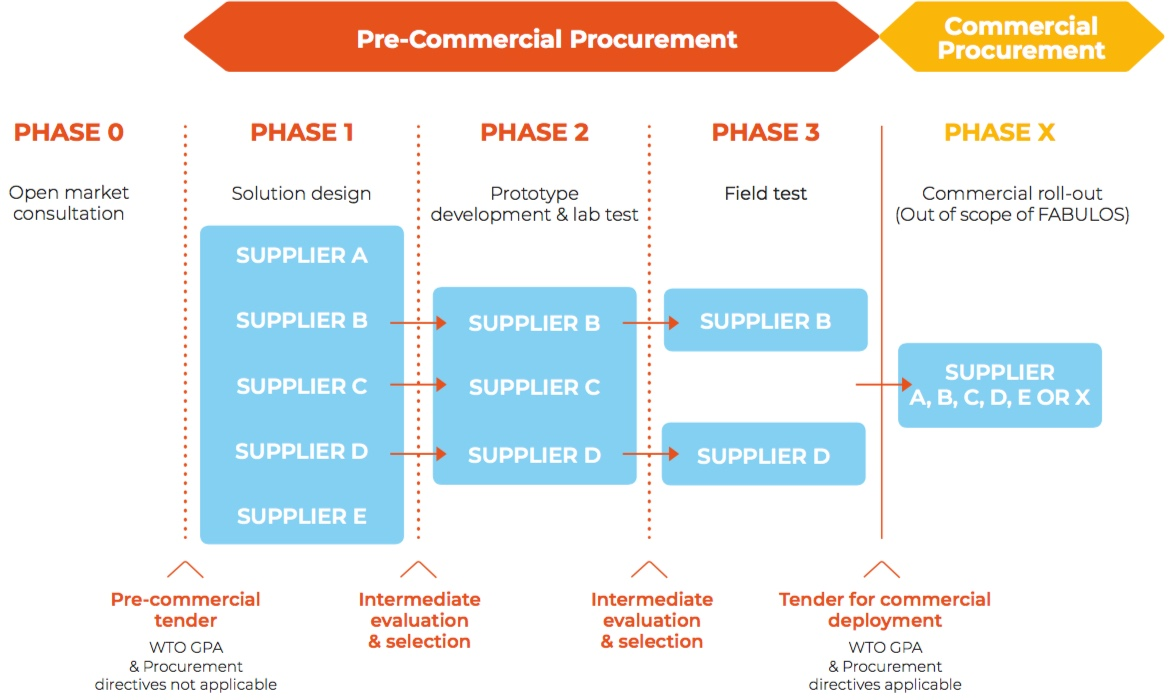 Pre-Commercial Procurement
Commercial
Procurement
PHASE 0
PHASE 1
PHASE 2
PHASE 3
PHASE X
Open market
consultation
Solution design
Prototype
development & lab test
Field test
Commercial roll-out
(Out of scope of FABULOS)
SUPPLIER A
SUPPLIER B
SUPPLIER C
SUPPLIER D
SUPPLIER E
SUPPLIER B
SUPPLIER C
SUPPLIER D
SUPPLIER B
SUPPLIER D
SUPPLIER
A, B, C, D, E OR X
Pre-commercial
tender
WTO GPA
& Procurement
directives not applicable
Intermediate
evaluation
& selection
Intermediate
evaluation
& selection
Tender for commercial
deployment
WTO GPA
& Procurement
directives applicable